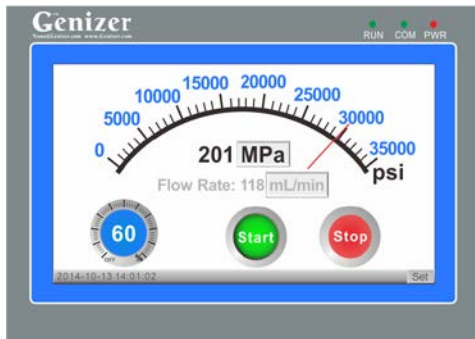 Genizer
RUN COM PWR
0
5000
10000
15000
20000
25000
30000
35000
psi
201 MPa
Flow Rate: 118 mL/min
60
OFF
Start
Stop
2014-10-13 14:01:02
Set